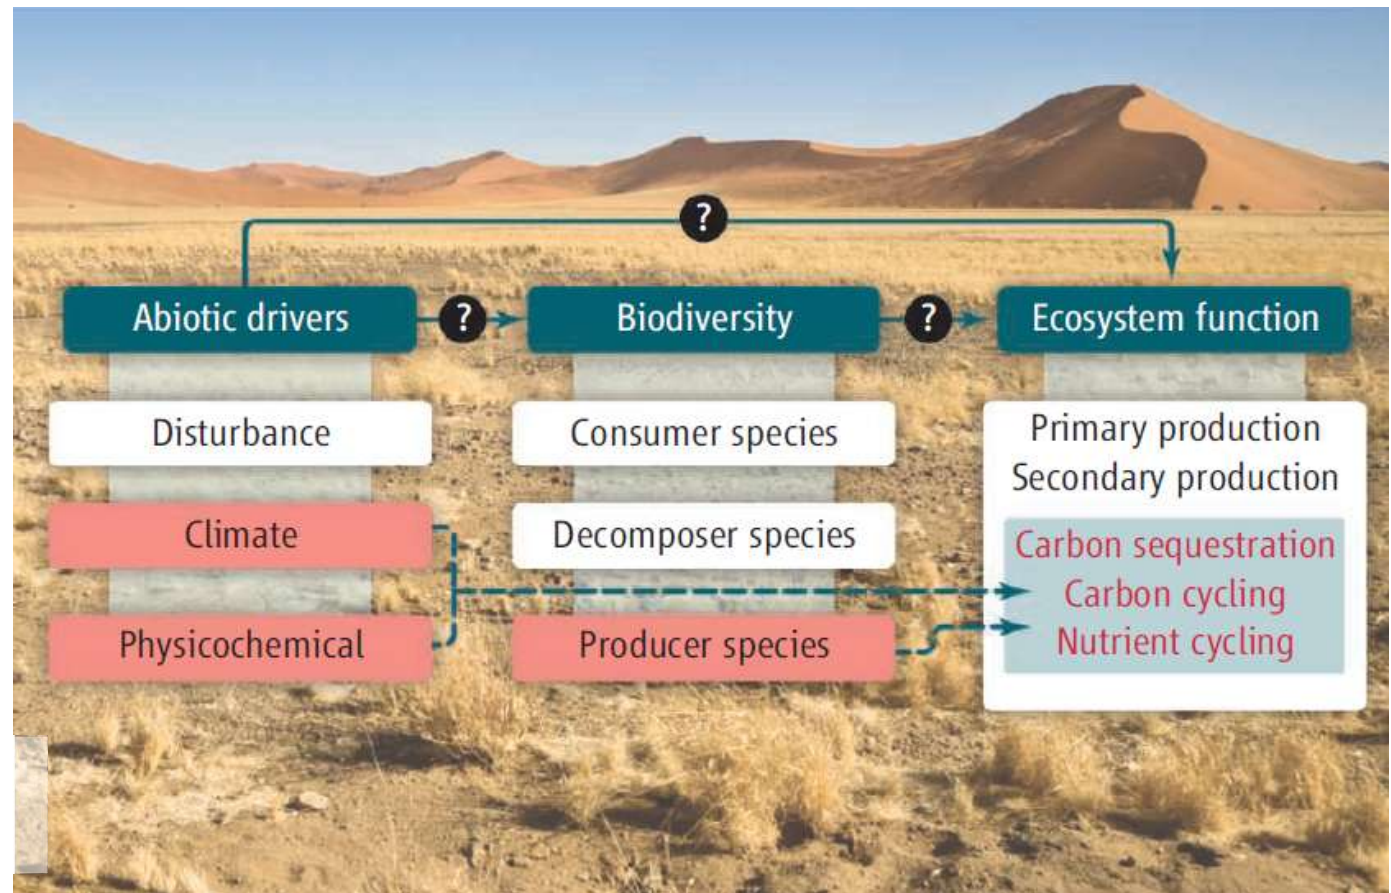 ?
Abiotic drivers ? Biodiversity ? Ecosystem function
Disturbance
Climate
Physicochemical
Consumer species
Decomposer species
Producer species
Primary production
Secondary production
Carbon sequestration
Carbon cycling
Nutrient cycling